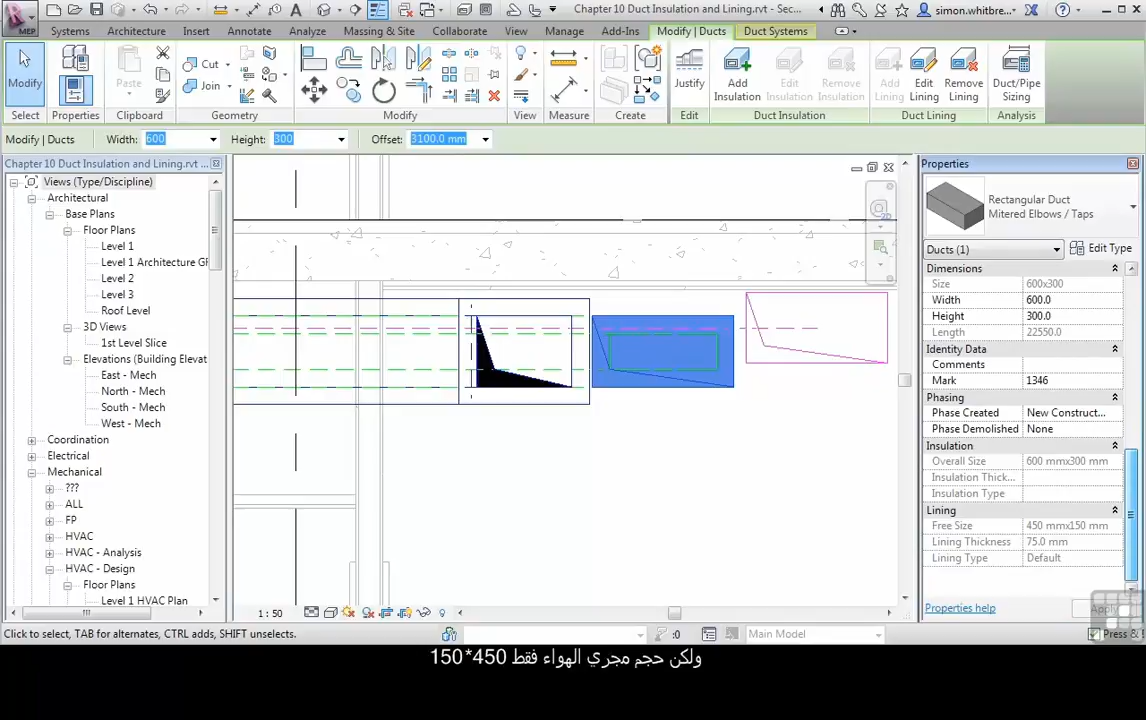 MEP
A
Chapter 10 Duct Insulation and Lining.rvt - Sec...
simon.whitbre...
Systems Architecture Insert Annotate Analyze Massing & Site Collaborate View Manage Add-Ins Modify | Ducts Duct Systems
Modify
Paste
Cut
Join
Justify
Add Insulation
Edit Insulation
Remove Insulation
Add Lining
Edit Lining
Remove Lining
Duct/Pipe Sizing
Select Properties Clipboard Geometry Modify View Measure Create Edit Duct Insulation Duct Lining Analysis
Modify | Ducts Width: 600 Height: 300 Offset: 3100.0 mm
Chapter 10 Duct Insulation and Lining.rvt ...
Views (Type/Discipline)
Architectural
Base Plans
Floor Plans
Level 1
Level 1 Architecture GF
Level 2
Level 3
Roof Level
3D Views
1st Level Slice
Elevations (Building Elevat
East - Mech
North - Mech
South - Mech
West - Mech
Coordination
Electrical
Mechanical
???
ALL
FP
HVAC
HVAC - Analysis
HVAC - Design
Floor Plans
Level 1 HVAC Plan
2D
1 : 50
Properties
Rectangular Duct
Mitered Elbows / Taps
Ducts (1) Edit Type
Dimensions
Size 600x300
Width 600.0
Height 300.0
Length 22550.0
Identity Data
Comments
Mark 1346
Phasing
Phase Created New Construct...
Phase Demolished None
Insulation
Overall Size 600 mmx300 mm
Insulation Thick...
Insulation Type
Lining
Free Size 450 mmx150 mm
Lining Thickness 75.0 mm
Lining Type Default
Properties help Apply
Click to select, TAB for alternates, CTRL adds, SHIFT unselects. :0 Main Model Press &
ولكن حجم مجري الهواء فقط 450*150